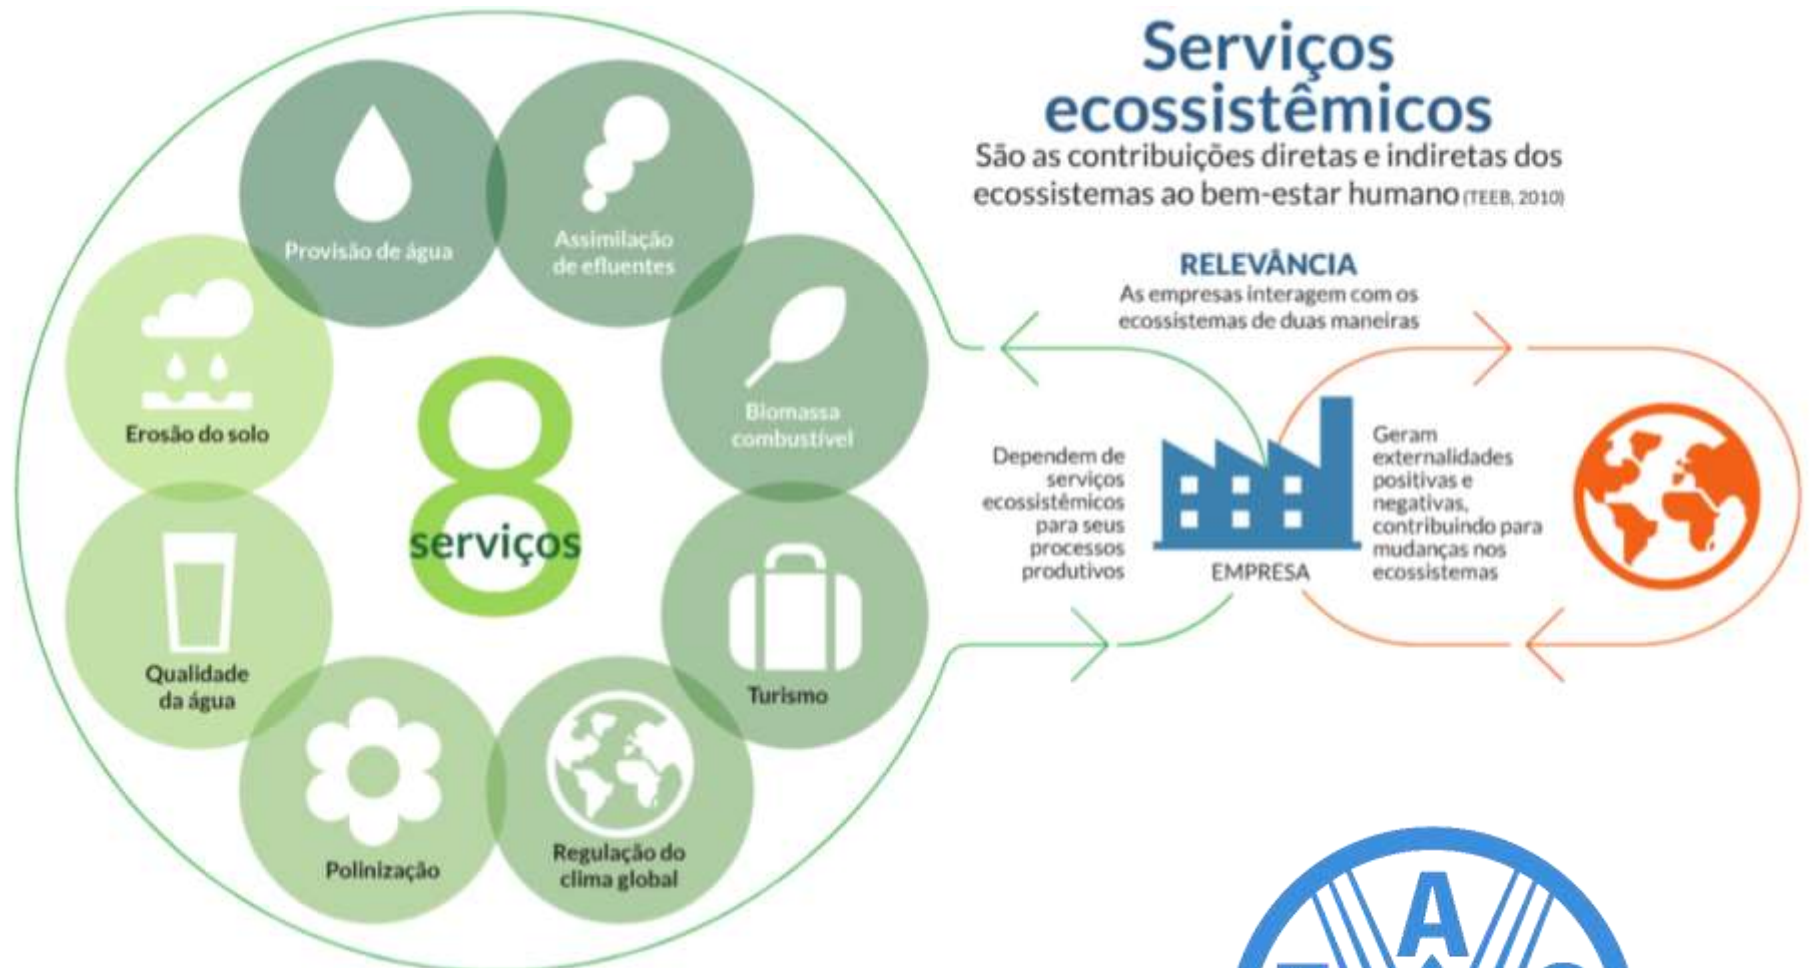 Serviços
ecossistêmicos
São as contribuições diretas e indiretas dos
ecossistemas ao bem-estar humano (TEEB, 2010)
RELEVÂNCIA
As empresas interagem com os
ecossistemas de duas maneiras
Provisão de água
Assimilação
de efluentes
Biomassa
combustível
Turismo
Regulação do
clima global
Polinização
Qualidade
da água
Erosão do solo
8
serviços
Dependem de
serviços
ecossistêmicos
para seus
processos
produtivos
EMPRESA
Geram
externalidades
positivas e
negativas,
contribuindo para
mudanças nos
ecossistemas
A